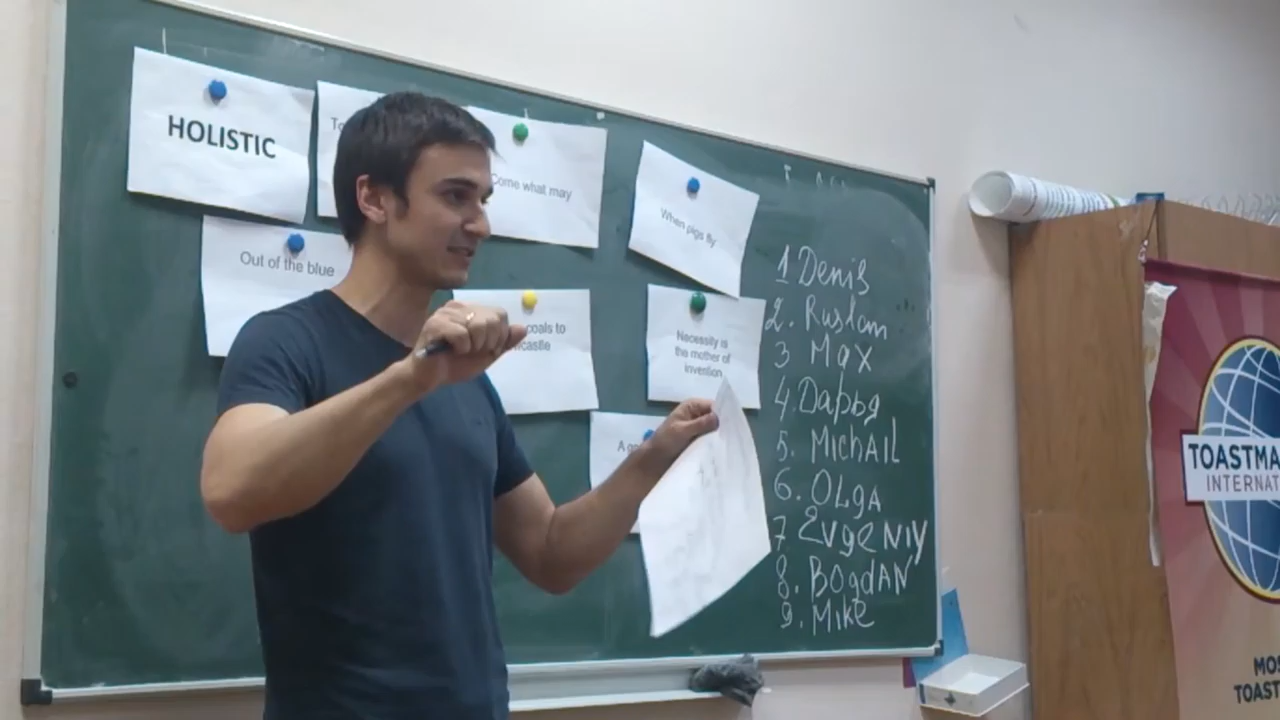 HOLISTIC
Come what may
When pigs fly
Out of the blue
coals to
Necessity is
the mother of
invention
1 Denis
2. Ruslan
3 Max
4. Дарья
5. MichAIL
6. OLGA
7 EVgeNiy
8. BOgdAN
9. Mike
TOASTMA
INTERNAT
MOS
TOAST